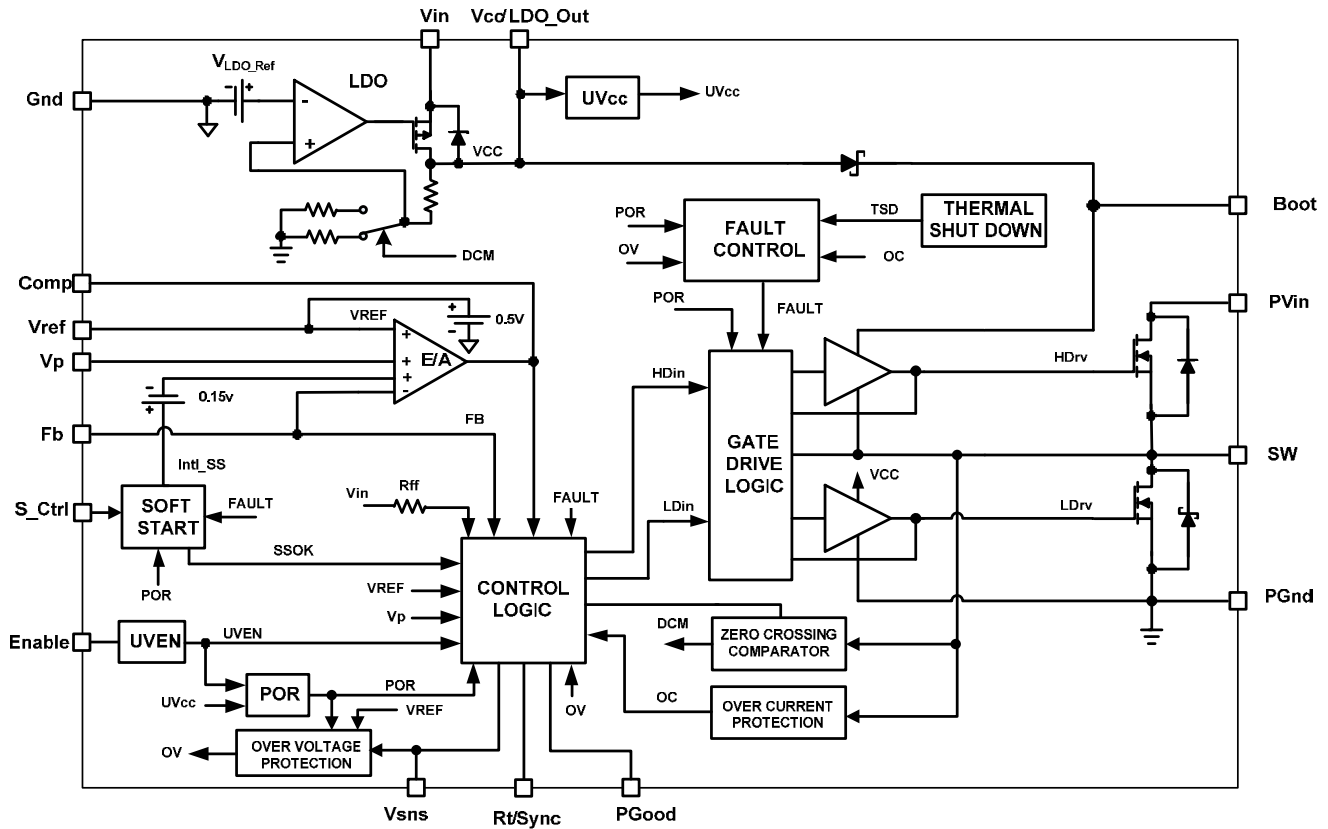 Vin
Vcc/LDO_Out
VLDO_Ref
- +
LDO
-
+
Gnd
UVcc
UVcc
VCC
Boot
DCM
POR
OV
FAULT
CONTROL
TSD
THERMAL
SHUT DOWN
OC
Comp
Vref
VREF
+
-
0.5V
Vp
+
+
+
-
E/A
POR
FAULT
PVin
-
+
0.15v
HDin
HDrv
Fb
FB
GATE
DRIVE
LOGIC
SW
Intl_SS
VCC
S_Ctrl
SOFT
START
FAULT
Vin
Rff
FAULT
LDin
LDrv
SSOK
POR
CONTROL
LOGIC
VREF
Vp
PGnd
Enable
UVEN
UVEN
DCM
ZERO CROSSING
COMPARATOR
UVcc
POR
POR
VREF
OV
OC
OVER CURRENT
PROTECTION
OV
OVER VOLTAGE
PROTECTION
Vsns
Rt/Sync
PGood